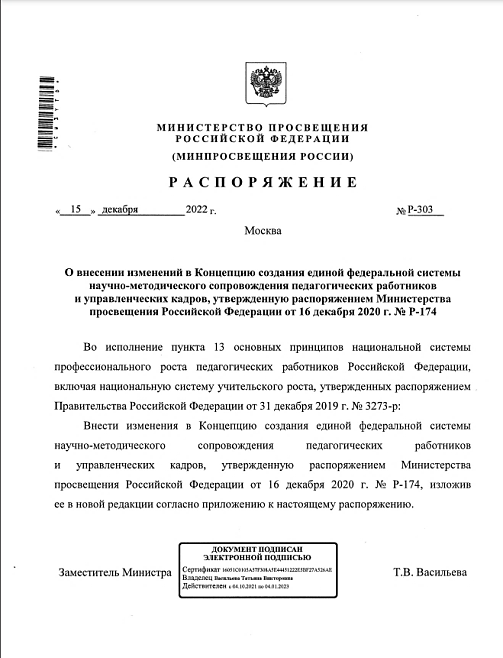 МИНИСТЕРСТВО ПРОСВЕЩЕНИЯ
РОССИЙСКОЙ ФЕДЕРАЦИИ
(МИНПРОСВЕЩЕНИЯ РОССИИ)
РАСПОРЯЖЕНИЕ
« 15 » декабря 2022 г. № Р-303
Москва
О внесении изменений в Концепцию создания единой федеральной системы
научно-методического сопровождения педагогических работников
и управленческих кадров, утвержденную распоряжением Министерства
просвещения Российской Федерации от 16 декабря 2020 г. № Р-174
Во исполнение пункта 13 основных принципов национальной системы
профессионального роста педагогических работников Российской Федерации,
включая национальную систему учительского роста, утвержденных распоряжением
Правительства Российской Федерации от 31 декабря 2019 г. № 3273-р:
Внести изменения в Концепцию создания единой федеральной системы
научно-методического сопровождения педагогических работников
и управленческих кадров, утвержденную распоряжением Министерства
просвещения Российской Федерации от 16 декабря 2020 г. № Р-174, изложив
ее в новой редакции согласно приложению к настоящему распоряжению.
Заместитель Министра
ДОКУМЕНТ ПОДПИСАН
ЭЛЕКТРОННОЙ ПОДПИСЬЮ
Сертификат
Владелец Васильева Татьяна Викторовна
Действителен с 04.10.2021 по 04.01.2023
Т.В. Васильева